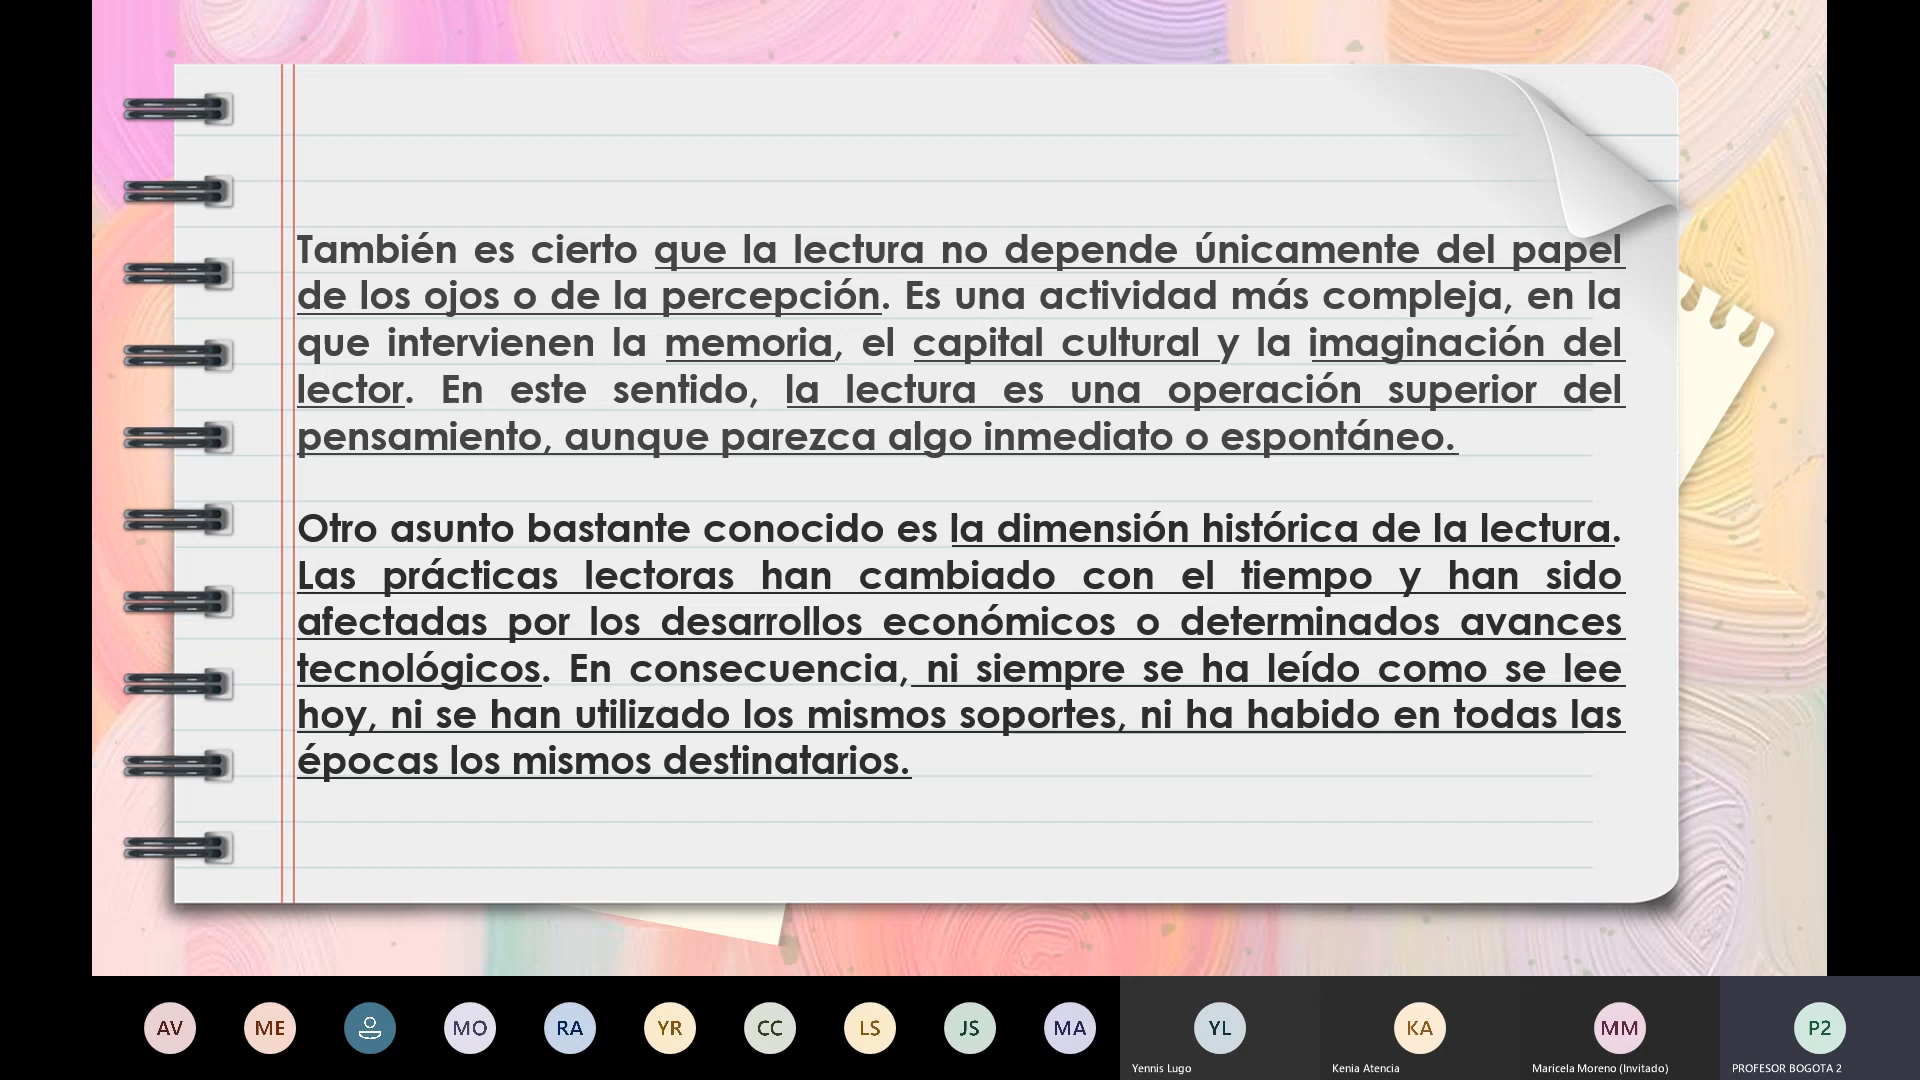 También es cierto que la lectura no depende únicamente del papel
de los ojos o de la percepción. Es una actividad más compleja, en la
que intervienen la memoria, el capital cultural y la imaginación del
lector. En este sentido, la lectura es una operación superior del
pensamiento, aunque parezca algo inmediato o espontáneo.
Otro asunto bastante conocido es la dimensión histórica de la lectura.
Las prácticas lectoras han cambiado con el tiempo y han sido
afectadas por los desarrollos económicos o determinados avances
tecnológicos. En consecuencia, ni siempre se ha leído como se lee
hoy, ni se han utilizado los mismos soportes, ni ha habido en todas las
épocas los mismos destinatarios.
AV ME MO RA YR CC LS JS MA YL KA MM P2
Yennis Lugo Kenia Atencia Maricela Moreno (Invitado) PROFESOR BOGOTA 2